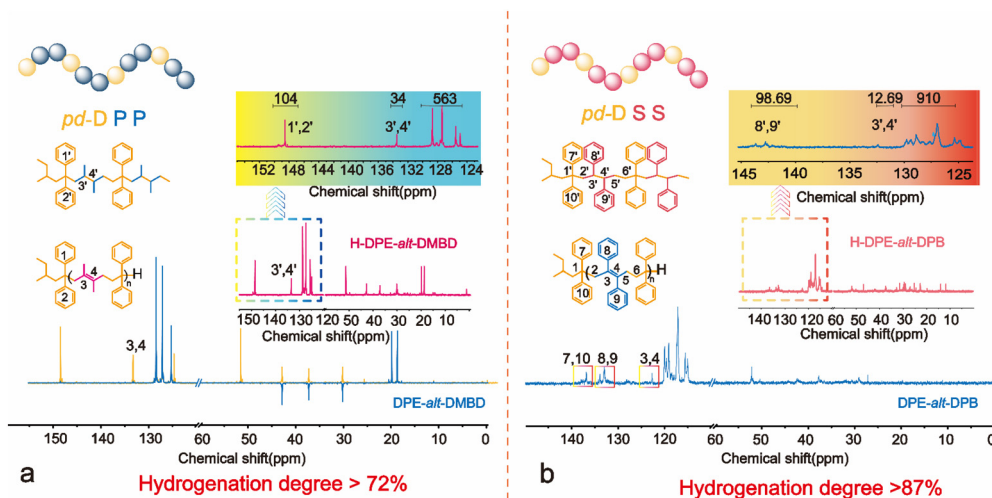 pd-D P P
104
34
563
1',2'
3',4'
152 148 144 140 136 132 128 124
Chemical shift(ppm)
1'
4'
3'
2'
H-DPE-alt-DMBD
3',4'
150 140 130 120 60 40 20 0
Chemical shift(ppm)
1
4
3
2
n
H
3,4
DPE-alt-DMBD
150 140 130 120 60 50 40 30 20 10 0
Chemical shift(ppm)
a
Hydrogenation degree > 72%
pd-D S S
98.69
12.69
910
8',9'
3',4'
145 140 135 130 125
Chemical shift(ppm)
7' 8'
1' 2' 4' 6'
3' 5'
10' 9'
H-DPE-alt-DPB
140 130 120 60 40 20 0
Chemical shift(ppm)
7 8
1 2 4 6
3 5
10 9
n
H
7,10 8,9 3,4
DPE-alt-DPB
140 130 120 60 50 40 30 20 10 0
Chemical shift(ppm)
b
Hydrogenation degree >87%